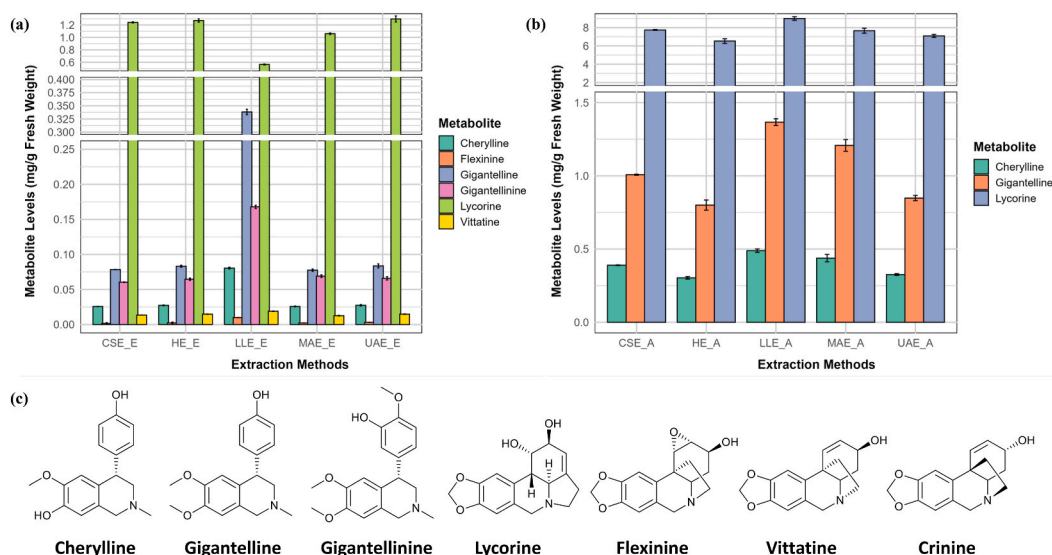 (a)
Metabolite Levels (mg/g Fresh Weight)
1.2
1.0
0.8
0.6
0.400
0.375
0.350
0.325
0.300
0.25
0.20
0.15
0.10
0.05
0.00
CSE_E HE_E LLE_E MAE_E UAE_E
Extraction Methods
Metabolite
Cherylline
Flexinine
Gigantelline
Gigantellinine
Lycorine
Vittatine
(b)
Metabolite Levels (mg/g Fresh Weight)
8
6
4
2
1.5
1.0
0.5
0.0
CSE_A HE_A LLE_A MAE_A UAE_A
Extraction Methods
Metabolite
Cherylline
Gigantelline
Lycorine
(c)
OH
O
HO
N
Cherylline
OH
O
O
N
Gigantelline
O
HO
O
O
N
Gigantellinine
OH
HO
H
H
O
O
N
Lycorine
O
OH
O
O
N
Flexinine
OH
O
O
N
Vittatine
OH
O
O
N
Crinine